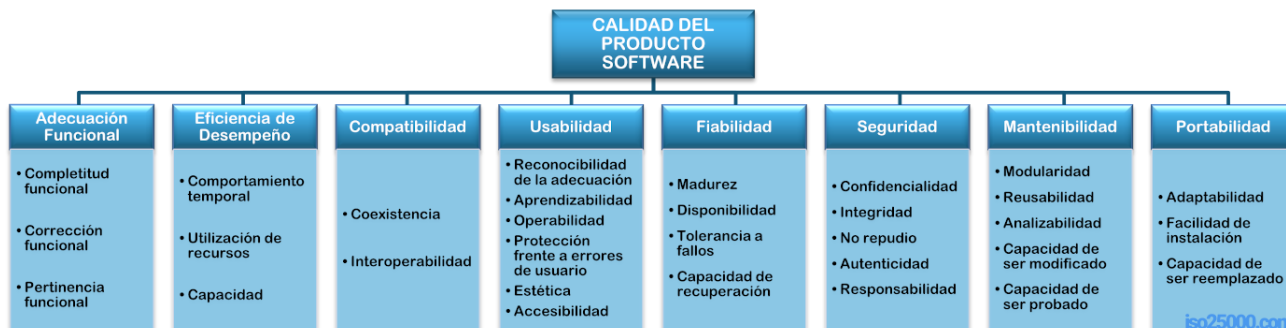 CALIDAD DEL
PRODUCTO
SOFTWARE
Adecuación
Funcional
• Completitud
funcional
• Corrección
funcional
• Pertinencia
funcional
Eficiencia de
Desempeño
• Comportamiento
temporal
• Utilización de
recursos
• Capacidad
Compatibilidad
• Coexistencia
• Interoperabilidad
Usabilidad
• Reconocibilidad
de la adecuación
• Aprendizabilidad
• Operabilidad
• Protección
frente a errores
de usuario
• Estética
• Accesibilidad
Fiabilidad
• Madurez
• Disponibilidad
• Tolerancia a
fallos
• Capacidad de
recuperación
Seguridad
• Confidencialidad
• Integridad
• No repudio
• Autenticidad
• Responsabilidad
Mantenibilidad
• Modularidad
• Reusabilidad
• Analizabilidad
• Capacidad de
ser modificado
• Capacidad de
ser probado
Portabilidad
• Adaptabilidad
• Facilidad de
instalación
• Capacidad de
ser reemplazado
iso25000.com